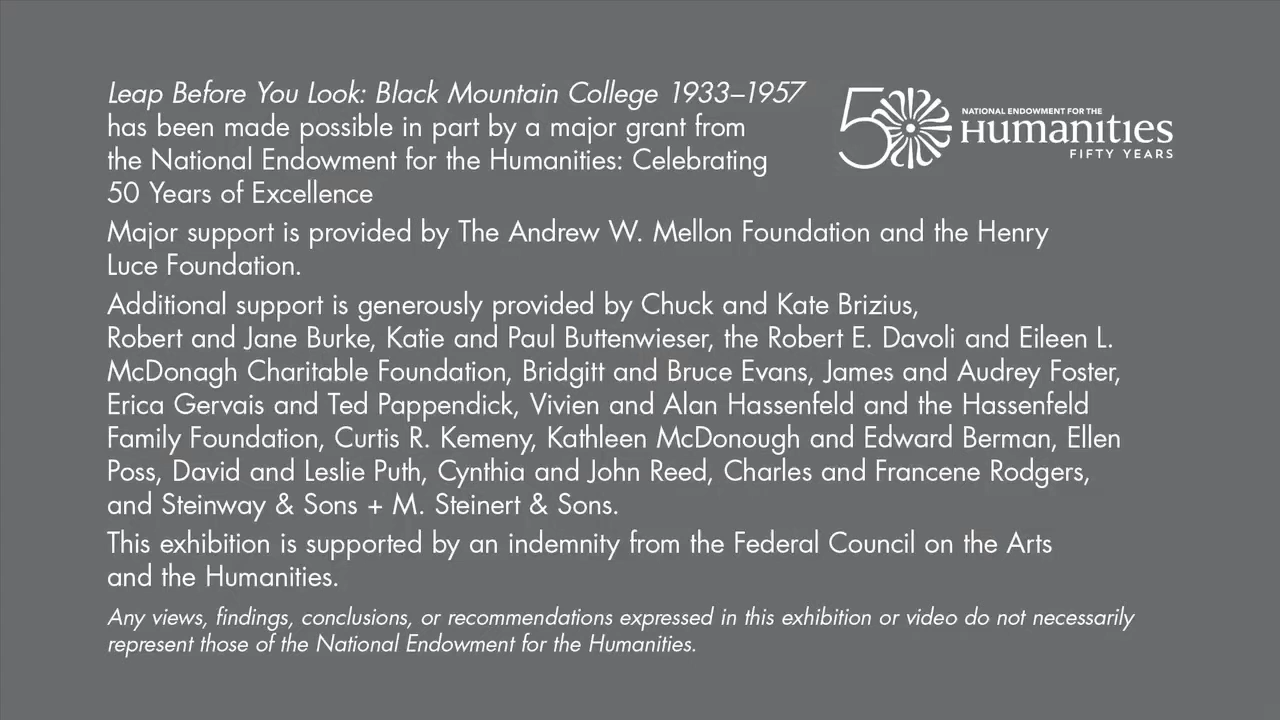 Leap Before You Look: Black Mountain College 1933–1957
has been made possible in part by a major grant from
the National Endowment for the Humanities: Celebrating
50 Years of Excellence
50 NATIONAL ENDOWMENT FOR THE
Humanities
FIFTY YEARS
Major support is provided by The Andrew W. Mellon Foundation and the Henry
Luce Foundation.
Additional support is generously provided by Chuck and Kate Brizius,
Robert and Jane Burke, Katie and Paul Buttenwieser, the Robert E. Davoli and Eileen L.
McDonagh Charitable Foundation, Bridgitt and Bruce Evans, James and Audrey Foster,
Erica Gervais and Ted Pappendick, Vivien and Alan Hassenfeld and the Hassenfeld
Family Foundation, Curtis R. Kemeny, Kathleen McDonough and Edward Berman, Ellen
Poss, David and Leslie Puth, Cynthia and John Reed, Charles and Francene Rodgers,
and Steinway & Sons + M. Steinert & Sons.
This exhibition is supported by an indemnity from the Federal Council on the Arts
and the Humanities.
Any views, findings, conclusions, or recommendations expressed in this exhibition or video do not necessarily
represent those of the National Endowment for the Humanities.